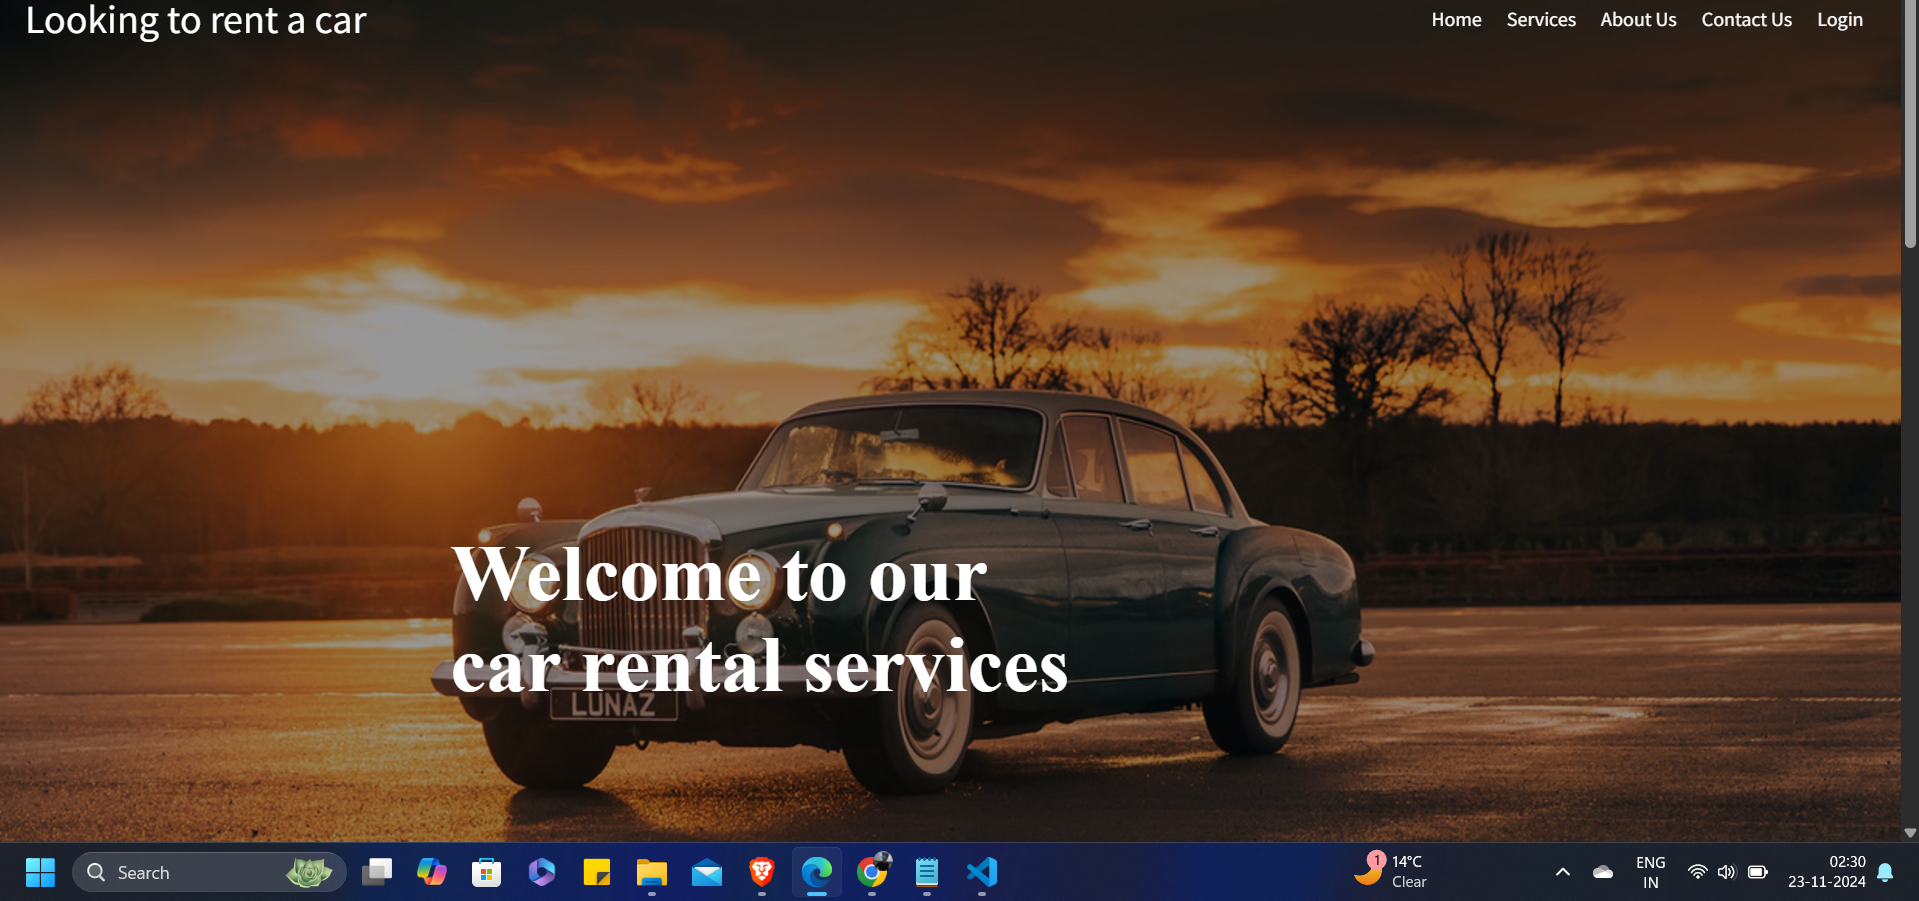 Looking to rent a car
Home Services About Us Contact Us Login
Welcome to our
car rental services
LUNAZ
Search
1
14°C
Clear
ENG
IN
02:30
23-11-2024